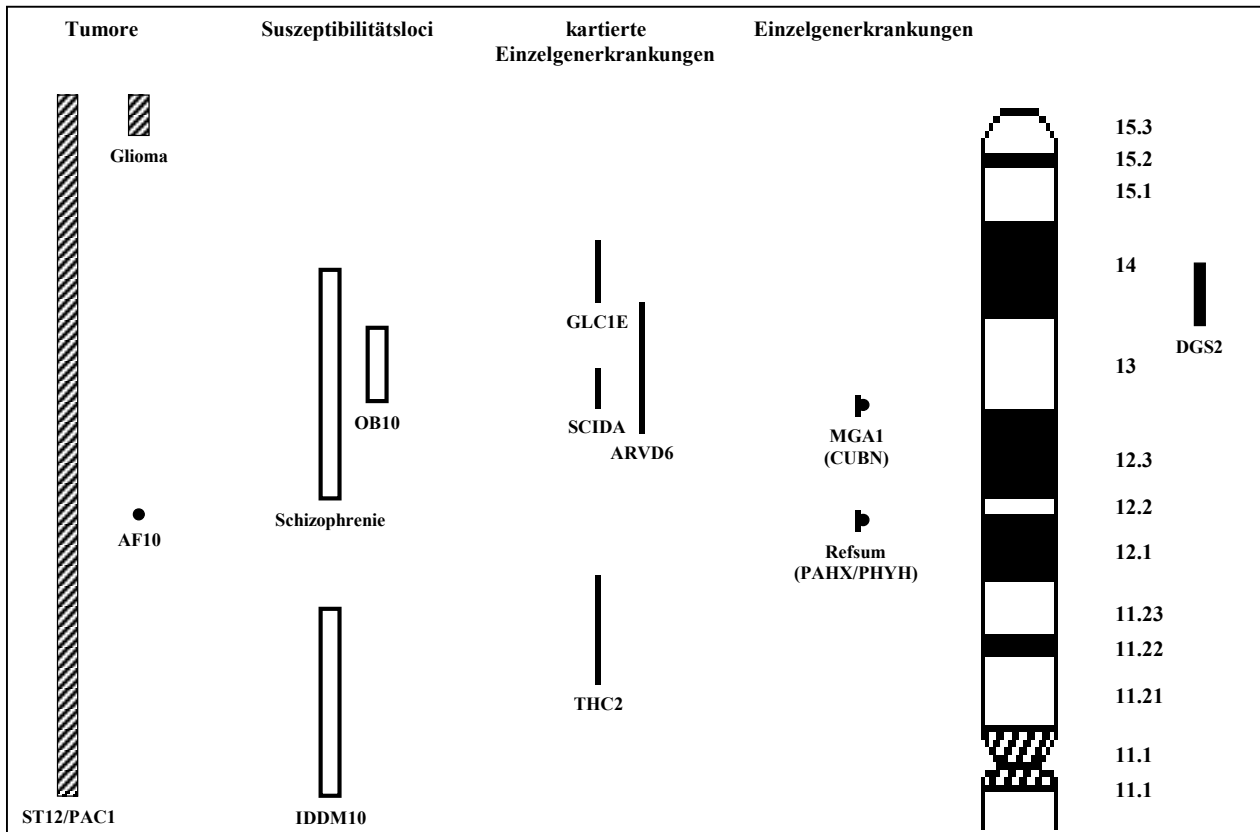 Tumore
Suszeptibilitätsloci
kartierte
Einzelgenerkrankungen
Einzelgenerkrankungen
15.3
Glioma
15.2
15.1
14
GLC1E
DGS2
13
OB10
SCIDA
ARVD6
MGA1
(CUBN)
12.3
12.2
Schizophrenie
AF10
Refsum
(PAHX/PHYH)
12.1
11.23
11.22
11.21
THC2
11.1
11.1
ST12/PAC1
IDDM10